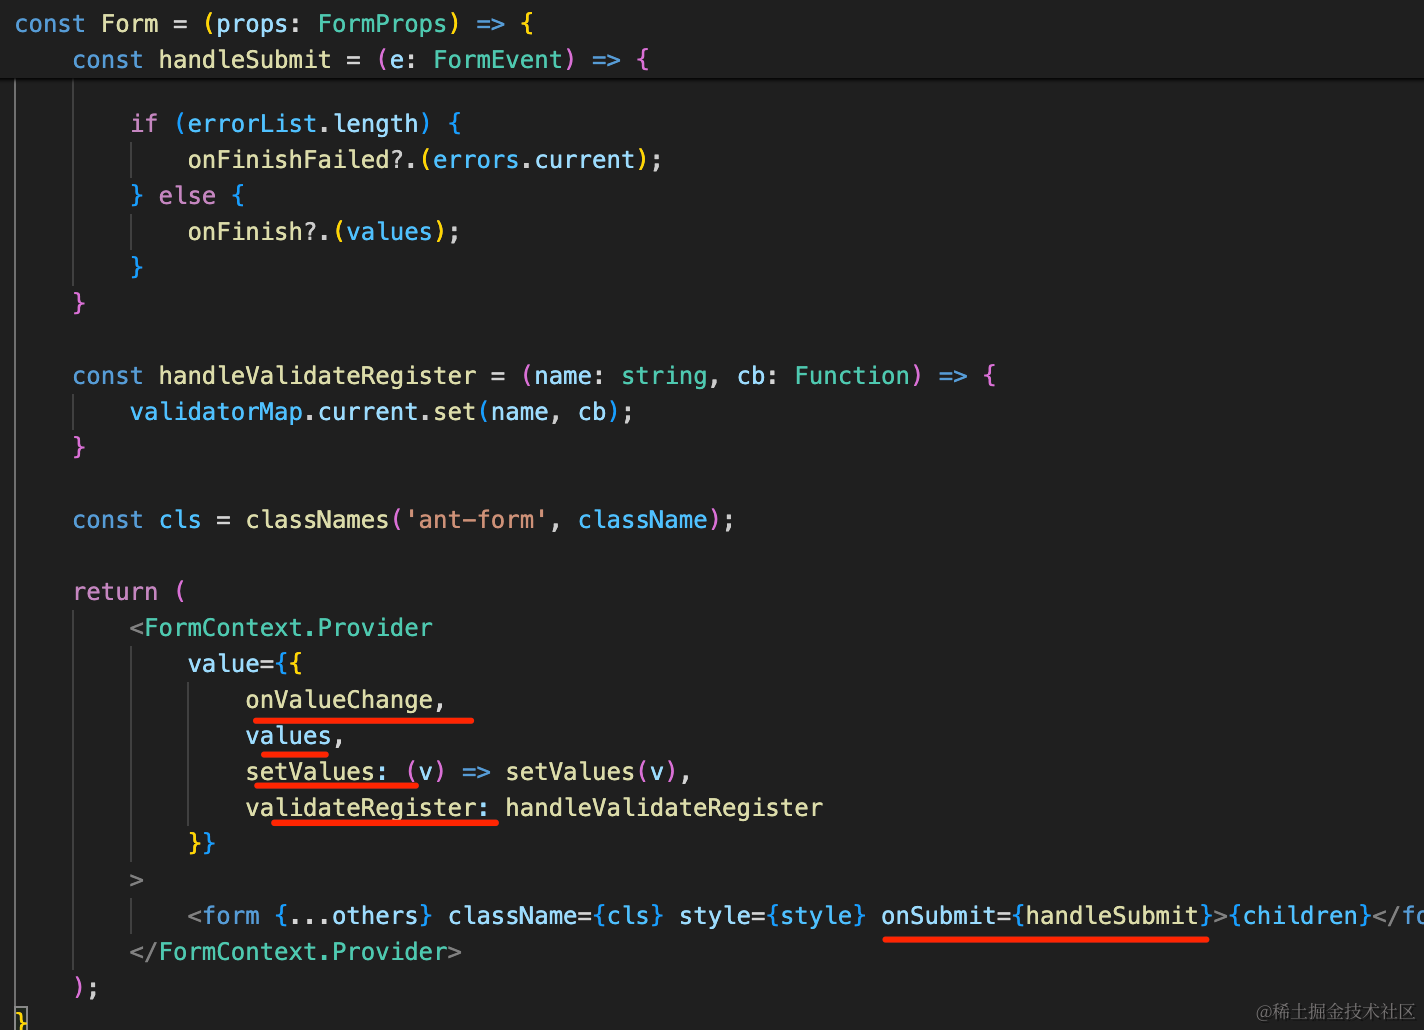 const Form = (props: FormProps) => {
    const handleSubmit = (e: FormEvent) => {
        if (errorList.length) {
            onFinishFailed?.(errors.current);
        } else {
            onFinish?.(values);
        }
    }
    const handleValidateRegister = (name: string, cb: Function) => {
        validatorMap.current.set(name, cb);
    }
    const cls = classNames('ant-form', className);
    return (
        <FormContext.Provider
            value={{
                onValueChange,
                values,
                setValues: (v) => setValues(v),
                validateRegister: handleValidateRegister
            }}
        >
            <form {...others} className={cls} style={style} onSubmit={handleSubmit}>{children}</fo
        </FormContext.Provider>
    );
}
@稀土掘金技术社区